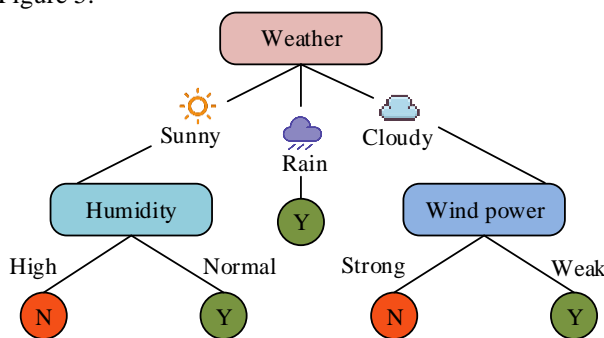 Figure 3.
Weather
Sunny
Rain
Cloudy
Humidity
Y
Wind power
High
Normal
Strong
Weak
N
Y
N
Y